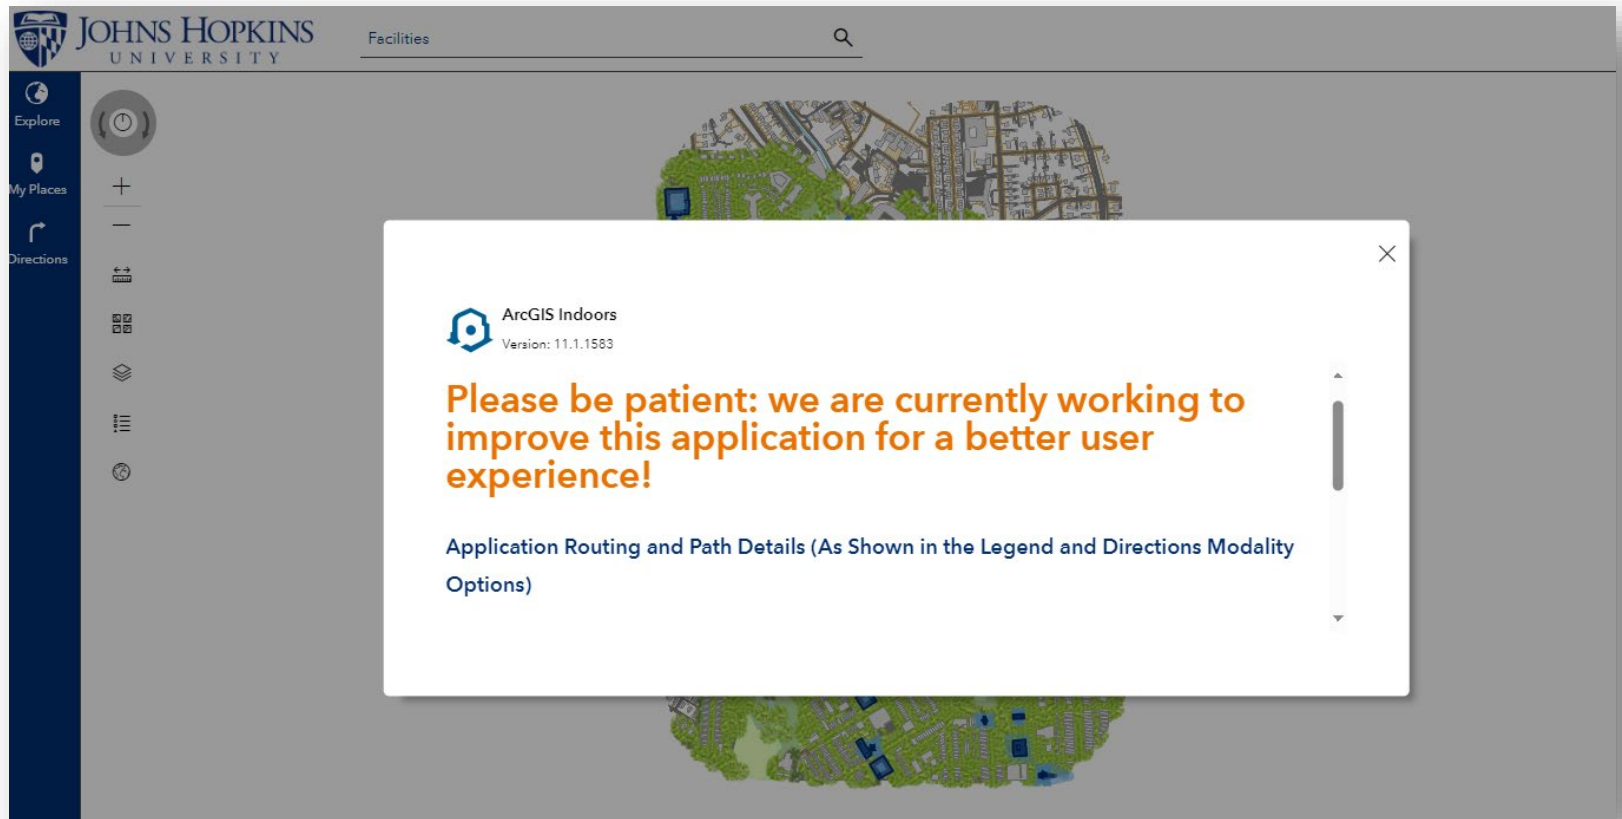 JOHNS HOPKINS
UNIVERSITY
Facilities
Explore
My Places
Directions
ArcGIS Indoors
Version: 11.1.1583
Please be patient: we are currently working to
improve this application for a better user
experience!
Application Routing and Path Details (As Shown in the Legend and Directions Modality
Options)